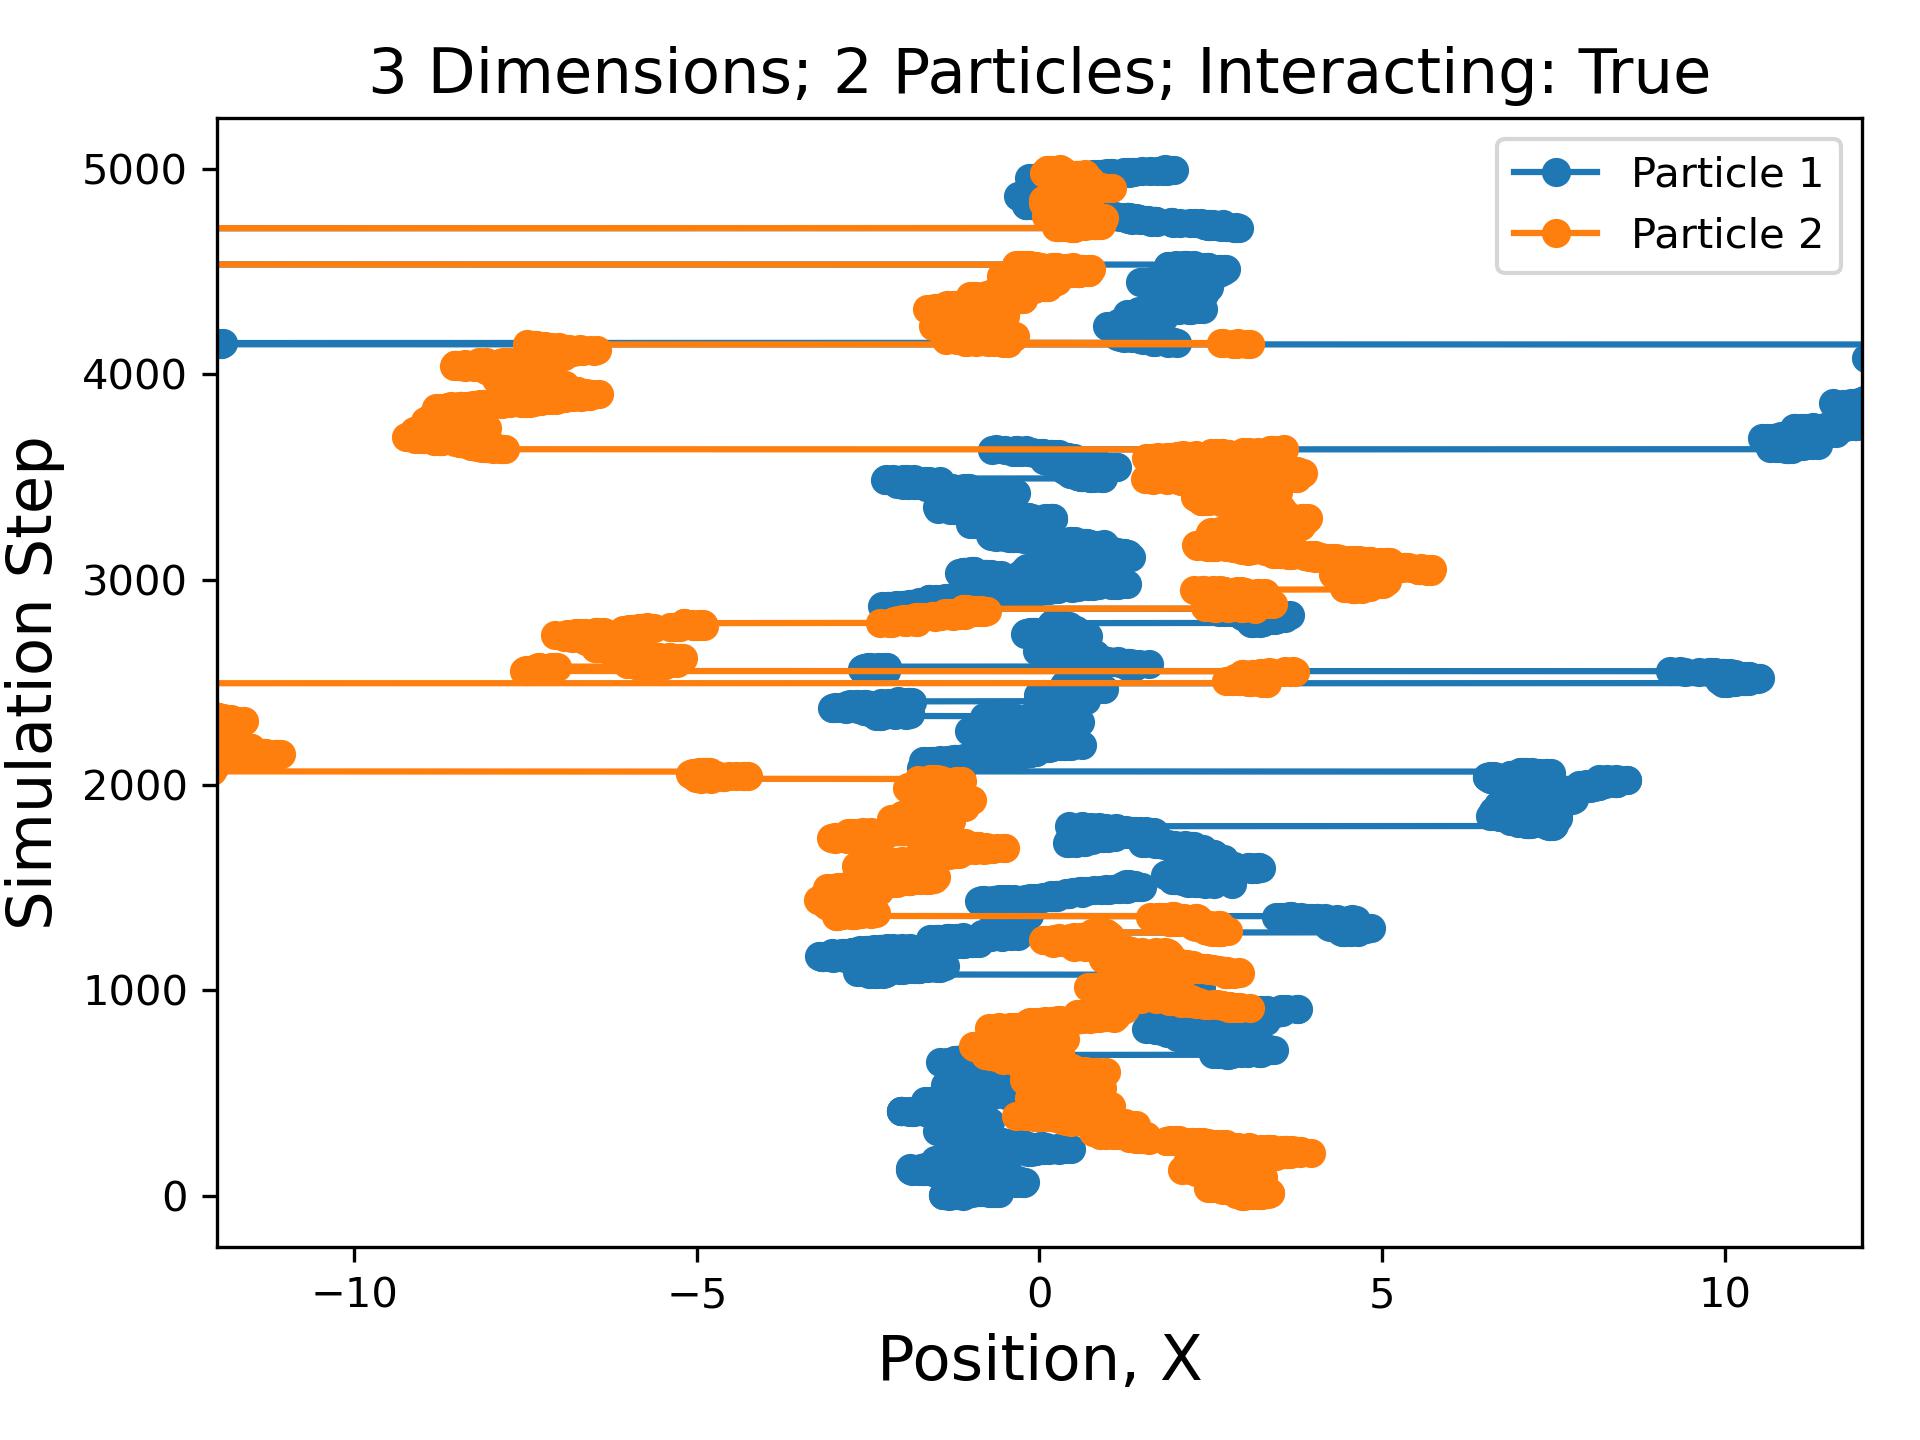 3 Dimensions; 2 Particles; Interacting: True
Particle 1
Particle 2
5000
4000
3000
2000
1000
0
Simulation Step
−10
−5
0
5
10
Position, X